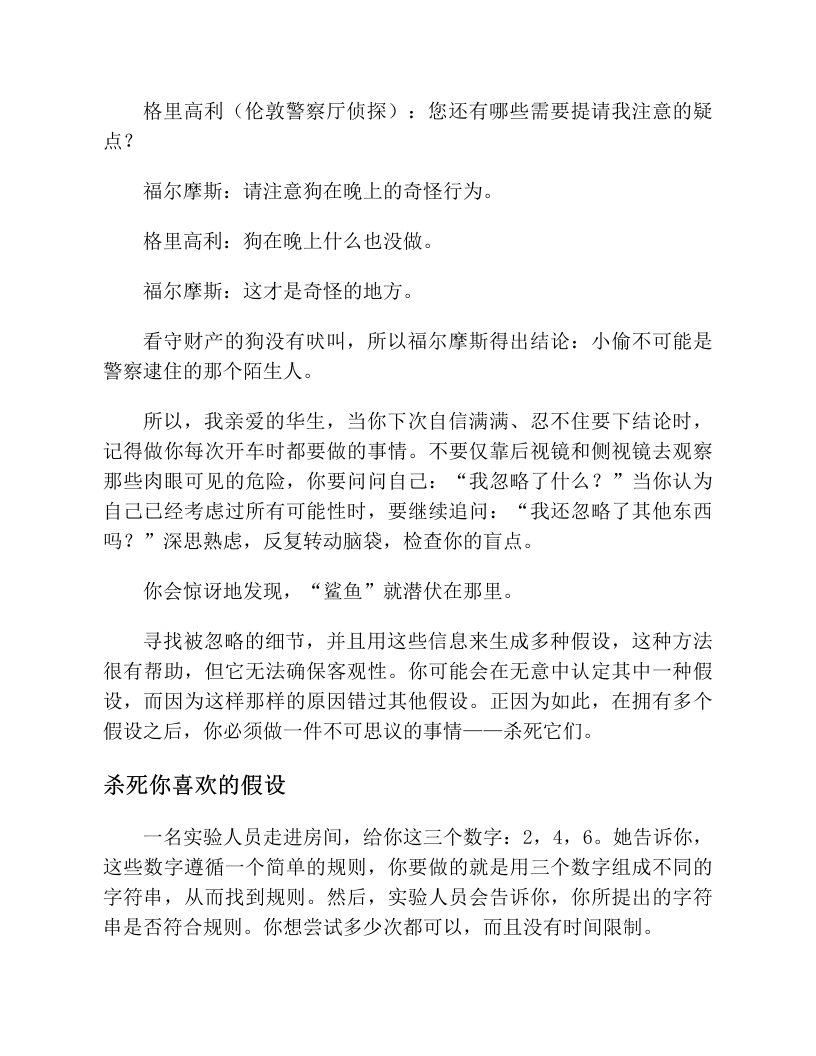 格里高利（伦敦警察厅侦探）：您还有哪些需要提请我注意的疑
点？
福尔摩斯：请注意狗在晚上的奇怪行为。
格里高利：狗在晚上什么也没做。
福尔摩斯：这才是奇怪的地方。
看守财产的狗没有吠叫，所以福尔摩斯得出结论：小偷不可能是
警察逮住的那个陌生人。
所以，我亲爱的华生，当你下次自信满满、忍不住要下结论时，
记得做你每次开车时都要做的事情。不要仅靠后视镜和侧视镜去观察
那些肉眼可见的危险，你要问问自己：“我忽略了什么？”当你认为
自己已经考虑过所有可能性时，要继续追问：“我还忽略了其他东西
吗？”深思熟虑，反复转动脑袋，检查你的盲点。
你会惊讶地发现，“鲨鱼”就潜伏在那里。
寻找被忽略的细节，并且用这些信息来生成多种假设，这种方法
很有帮助，但它无法确保客观性。你可能会在无意中认定其中一种假
设，而因为这样那样的原因错过其他假设。正因为如此，在拥有多个
假设之后，你必须做一件不可思议的事情——杀死它们。
杀死你喜欢的假设
一名实验人员走进房间，给你这三个数字：2，4，6。她告诉你，
这些数字遵循一个简单的规则，你要做的就是用三个数字组成不同的
字符串，从而找到规则。然后，实验人员会告诉你，你所提出的字符
串是否符合规则。你想尝试多少次都可以，而且没有时间限制。